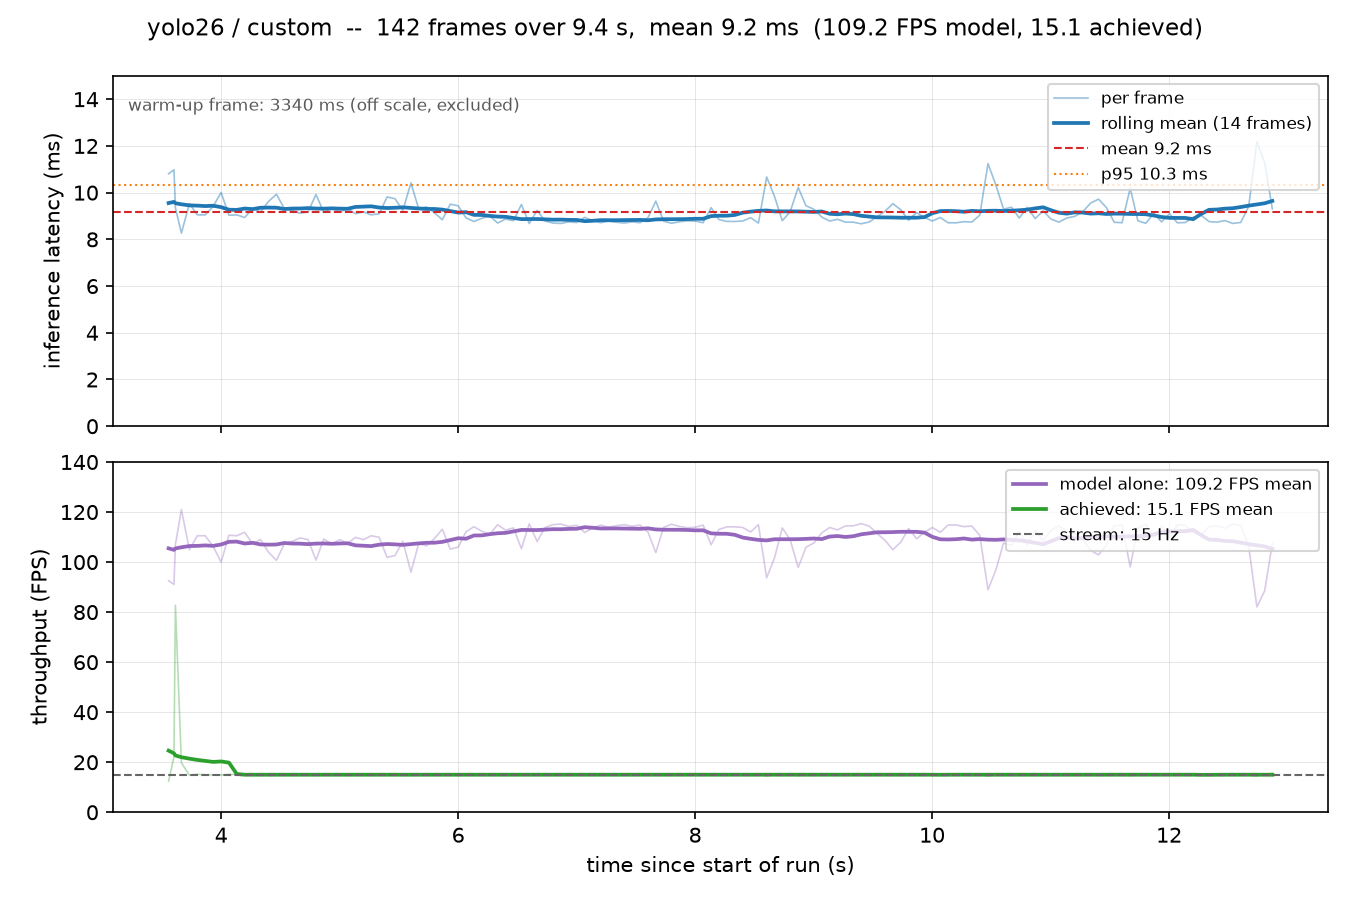 yolo26 / custom  --  142 frames over 9.4 s,  mean 9.2 ms  (109.2 FPS model, 15.1 achieved)
inference latency (ms)
14
12
10
8
6
4
2
0
warm-up frame: 3340 ms (off scale, excluded)
per frame
rolling mean (14 frames)
mean 9.2 ms
p95 10.3 ms
throughput (FPS)
140
120
100
80
60
40
20
0
model alone: 109.2 FPS mean
achieved: 15.1 FPS mean
stream: 15 Hz
4
6
8
10
12
time since start of run (s)